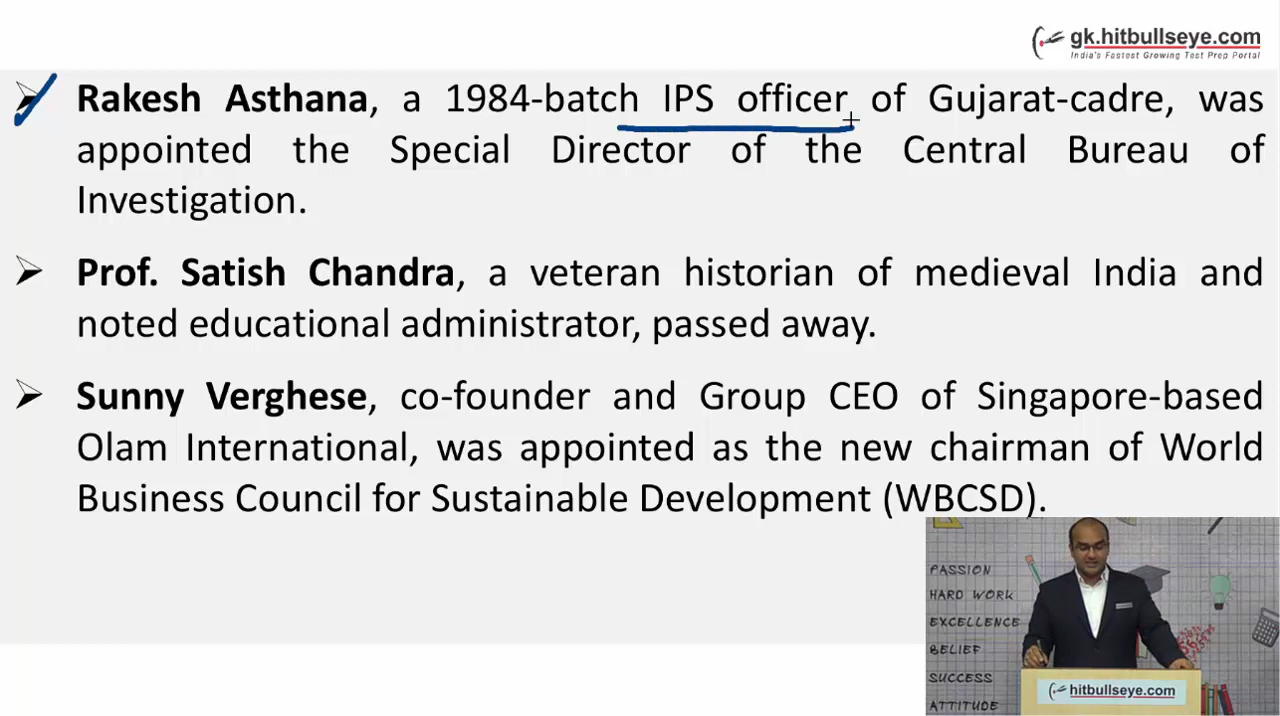 gk.hitbullseye.com
India's Fastest Growing Test Prep Portal
Rakesh Asthana, a 1984-batch IPS officer of Gujarat-cadre, was
appointed the Special Director of the Central Bureau of
Investigation.
Prof. Satish Chandra, a veteran historian of medieval India and
noted educational administrator, passed away.
Sunny Verghese, co-founder and Group CEO of Singapore-based
Olam International, was appointed as the new chairman of World
Business Council for Sustainable Development (WBCSD).
PASSION
HARD WORK
EXCELLENCE
BELIEF
SUCCESS
ATTITUDE
hitbullseye.com